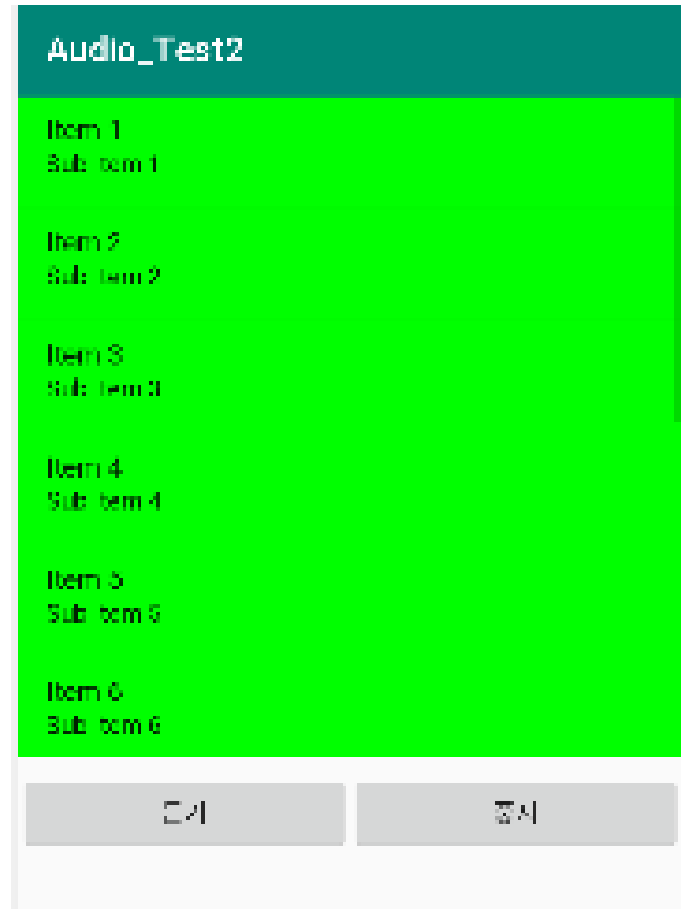 Audio_Test2
Item 1
Sub Item 1
Item 2
Sub Item 2
Item 3
Sub Item 3
Item 4
Sub Item 4
Item 5
Sub Item 5
Item 6
Sub Item 6